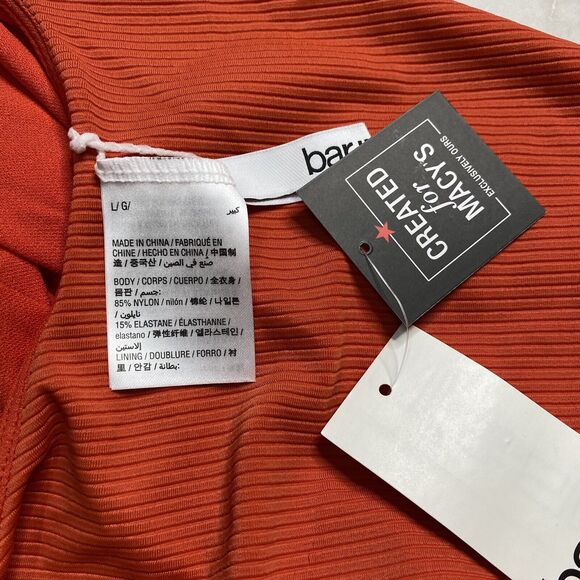 bar
L/ G/
كبير
MADE IN CHINA / FABRIQUÉ EN
CHINE / HECHO EN CHINA / 中国制
造 / 중국산 / صنع في الصين
BODY / CORPS / CUERPO / 全衣身
/ 몸판 / جسم:
85% NYLON / nilón / 锦纶 / 나일론
/ نايلون
15% ELASTANE / ÉLASTHANNE /
elastano / 弹性纤维 / 엘라스테인 /
الاستين
LINING / DOUBLURE / FORRO / 衬
里 / 안감 / بطانة:
CREATED
for
MACY'S
EXCLUSIVELY OURS